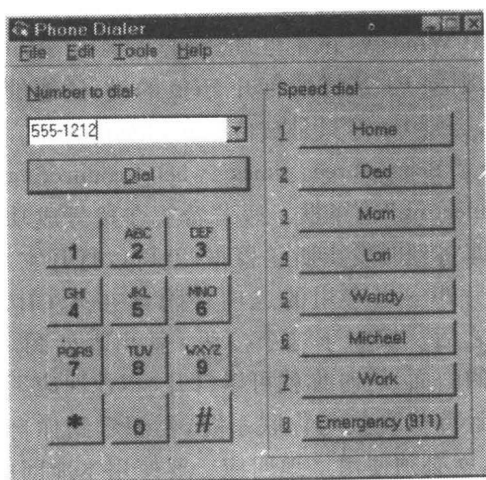 Phone Dialer
File Edit Tools Help
Number to dial:
555-1212
Dial
1
ABC
2
DEF
3
GHI
4
JKL
5
MNO
6
PQRS
7
TUV
8
WXYZ
9
*
0
#
Speed dial
1 Home
2 Dad
3 Mom
4 Lori
5 Wendy
6 Michael
7 Work
8 Emergency (911)